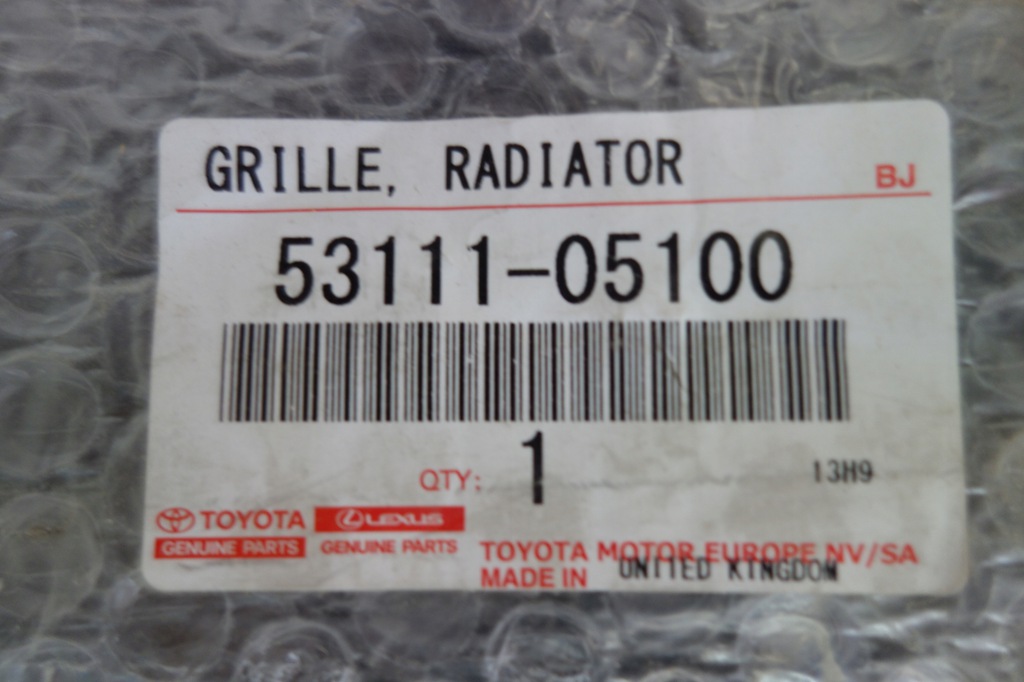 GRILLE, RADIATOR
BJ
53111-05100
QTY: 1
13H9
TOYOTA
GENUINE PARTS
LEXUS
GENUINE PARTS
TOYOTA MOTOR EUROPE NV/SA
MADE IN UNITED KINGDOM